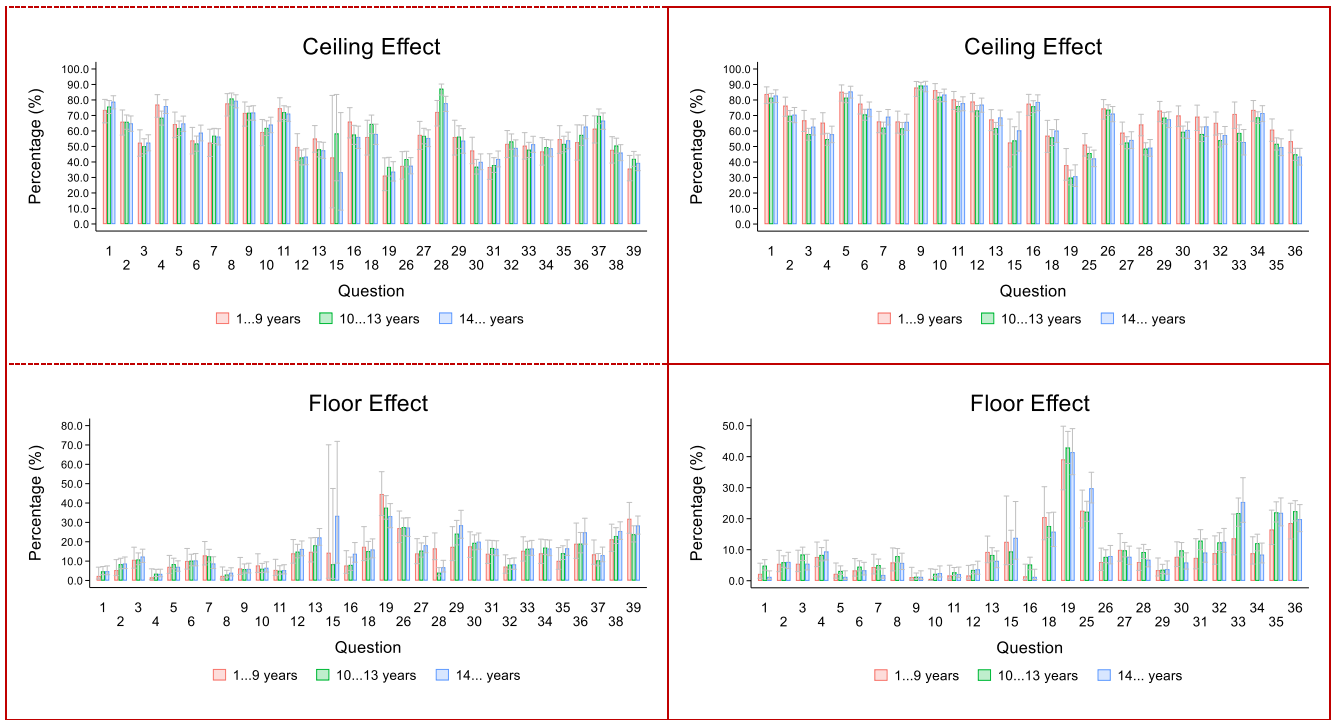 Ceiling Effect
100.0
90.0
80.0
70.0
60.0
50.0
40.0
30.0
20.0
10.0
0.0
Percentage (%)
1 3 5 7 9 11 13 16 19 27 29 31 33 35 37 39
2 4 6 8 10 12 15 18 26 28 30 32 34 36 38
Question
1...9 years 10...13 years 14... years
Ceiling Effect
100.0
90.0
80.0
70.0
60.0
50.0
40.0
30.0
20.0
10.0
0.0
Percentage (%)
1 3 5 7 9 11 13 16 19 26 28 30 32 34 36
2 4 6 8 10 12 15 18 25 27 29 31 33 35
Question
1...9 years 10...13 years 14... years
Floor Effect
80.0
70.0
60.0
50.0
40.0
30.0
20.0
10.0
0.0
Percentage (%)
1 3 5 7 9 11 13 16 19 27 29 31 33 35 37 39
2 4 6 8 10 12 15 18 26 28 30 32 34 36 38
Question
1...9 years 10...13 years 14... years
Floor Effect
50.0
40.0
30.0
20.0
10.0
0.0
Percentage (%)
1 3 5 7 9 11 13 16 19 26 28 30 32 34 36
2 4 6 8 10 12 15 18 25 27 29 31 33 35
Question
1...9 years 10...13 years 14... years